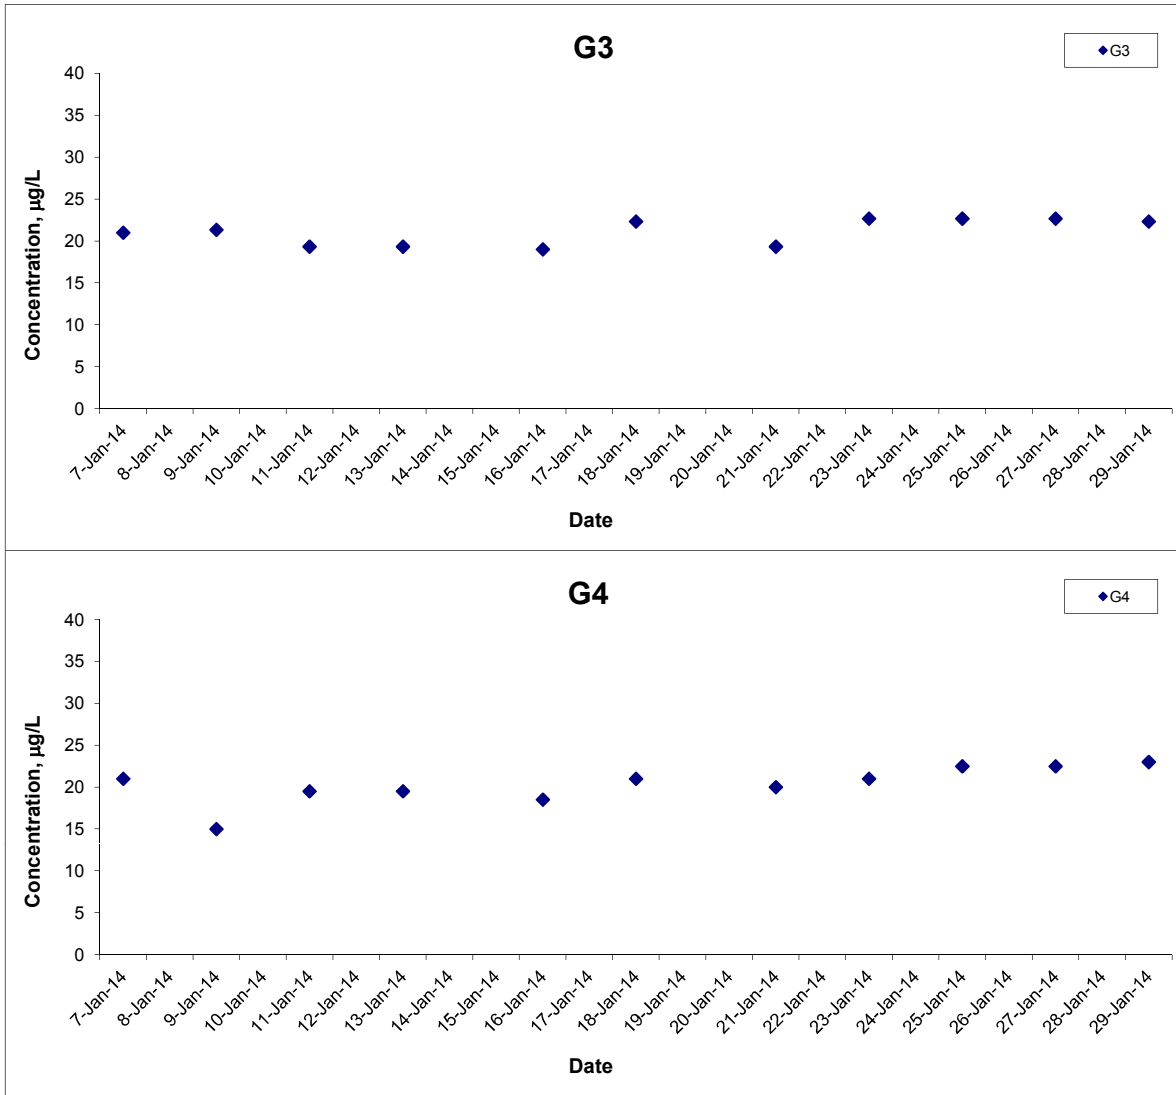 G3
G3
40
35
30
25
20
15
10
5
0
Concentration, µg/L
7-Jan-14
8-Jan-14
9-Jan-14
10-Jan-14
11-Jan-14
12-Jan-14
13-Jan-14
14-Jan-14
15-Jan-14
16-Jan-14
17-Jan-14
18-Jan-14
19-Jan-14
20-Jan-14
21-Jan-14
22-Jan-14
23-Jan-14
24-Jan-14
25-Jan-14
26-Jan-14
27-Jan-14
28-Jan-14
29-Jan-14
Date
G4
G4
40
35
30
25
20
15
10
5
0
Concentration, µg/L
7-Jan-14
8-Jan-14
9-Jan-14
10-Jan-14
11-Jan-14
12-Jan-14
13-Jan-14
14-Jan-14
15-Jan-14
16-Jan-14
17-Jan-14
18-Jan-14
19-Jan-14
20-Jan-14
21-Jan-14
22-Jan-14
23-Jan-14
24-Jan-14
25-Jan-14
26-Jan-14
27-Jan-14
28-Jan-14
29-Jan-14
Date